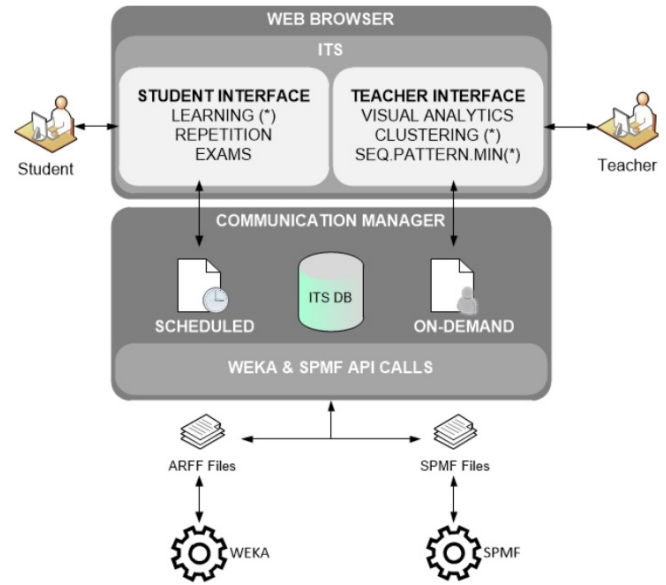 WEB BROWSER
ITS
STUDENT INTERFACE
LEARNING (*)
REPETITION
EXAMS
TEACHER INTERFACE
VISUAL ANALYTICS
CLUSTERING (*)
SEQ.PATTERN.MIN(*)
Student
Teacher
COMMUNICATION MANAGER
SCHEDULED
ITS DB
ON-DEMAND
WEKA & SPMF API CALLS
ARFF Files
SPMF Files
WEKA
SPMF